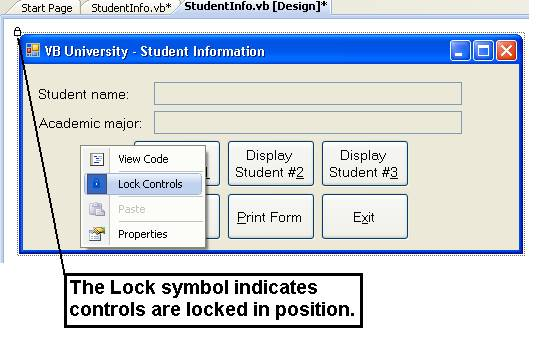 Start Page
StudentInfo.vb*
StudentInfo.vb [Design]*
VB University - Student Information
Student name:
Academic major:
View Code
Lock Controls
Paste
Properties
1
Display
Student #2
Display
Student #3
Print Form
Exit
The Lock symbol indicates
controls are locked in position.